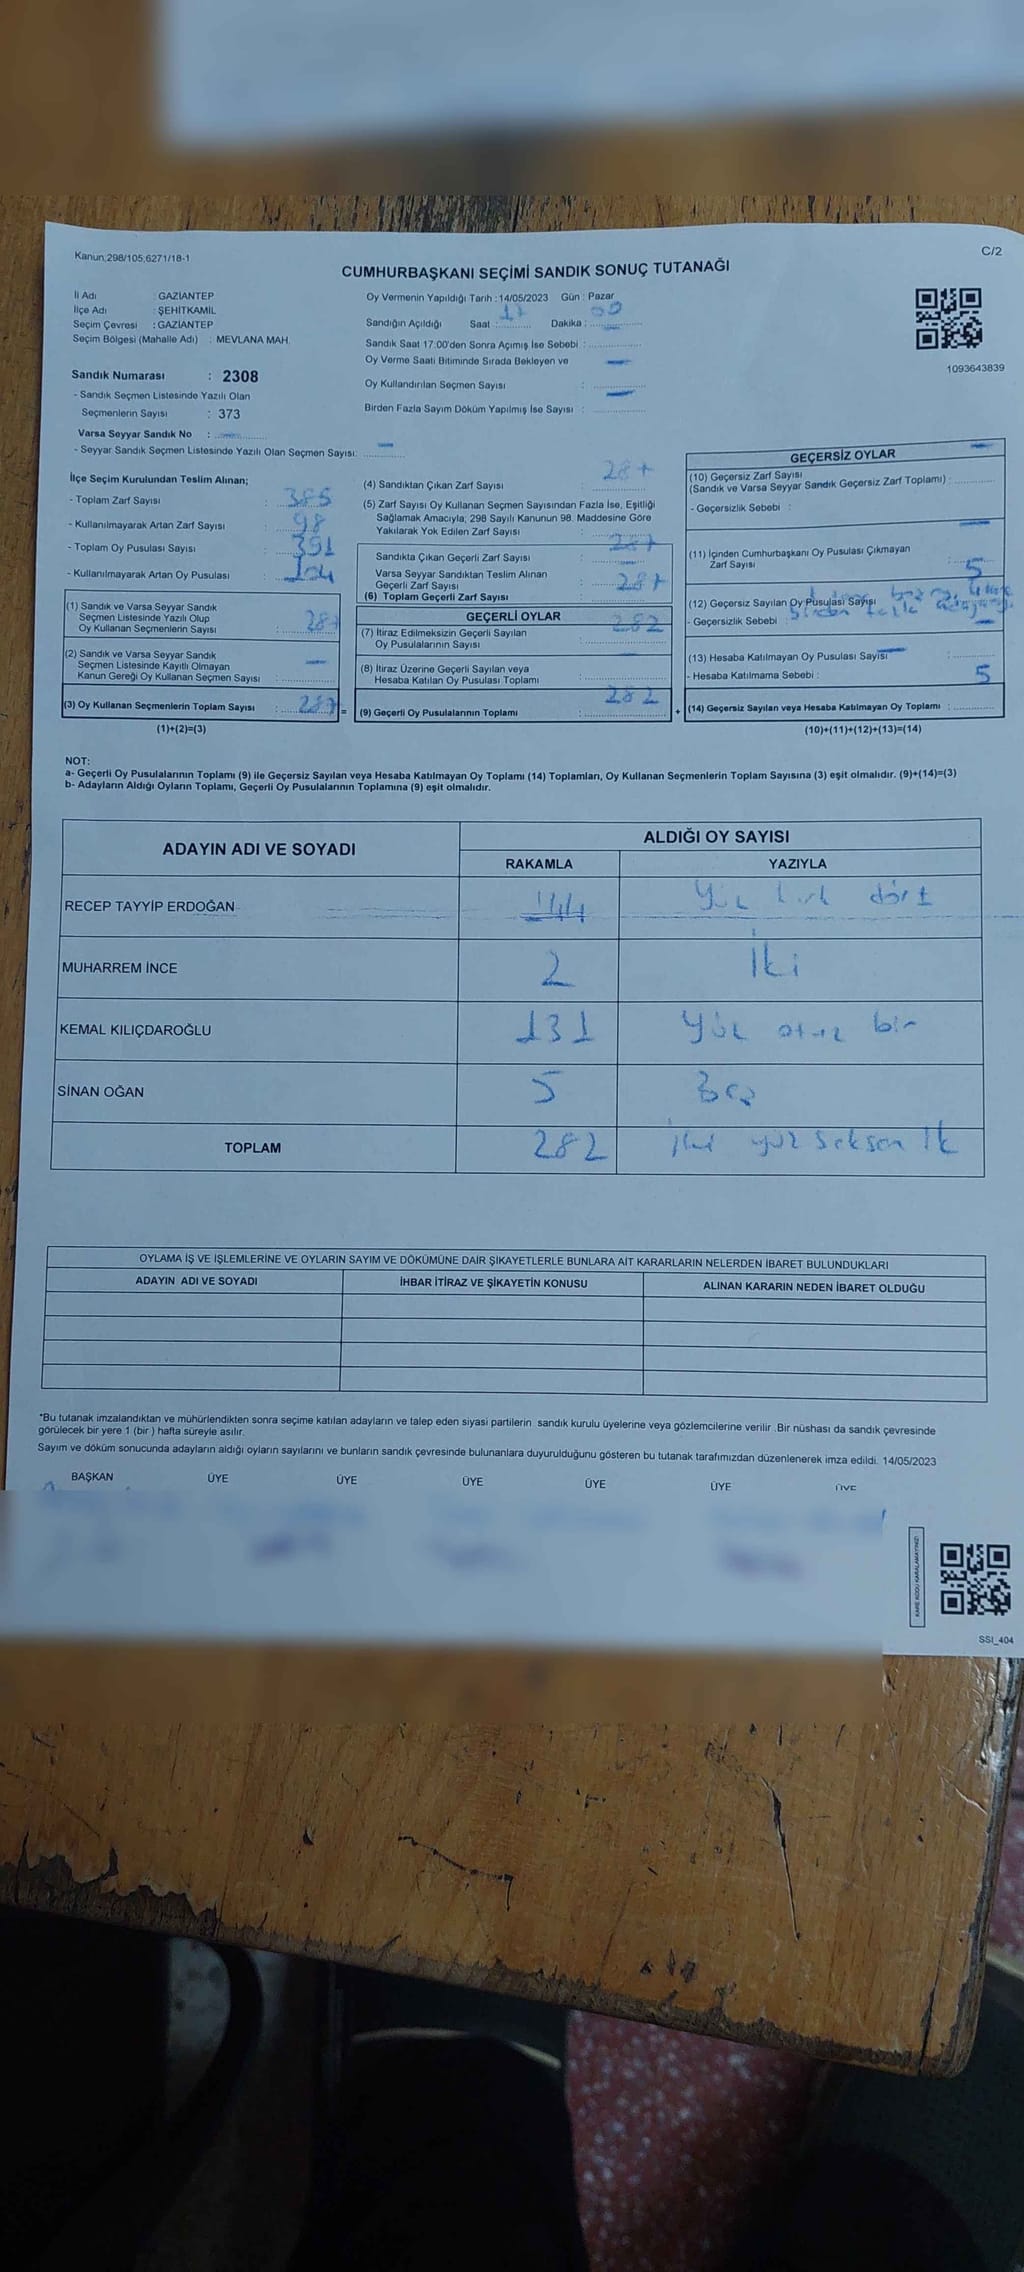 Kanun;298/105;6271/18-1
C/2
CUMHURBAŞKANI SEÇİMİ SANDIK SONUÇ TUTANAĞI
İl Adı : GAZİANTEP
İlçe Adı : ŞEHİTKAMİL
Seçim Çevresi : GAZİANTEP
Seçim Bölgesi (Mahalle Adı) : MEVLANA MAH.
Oy Vermenin Yapıldığı Tarih : 14/05/2023 Gün : Pazar
Sandığın Açıldığı Saat : 17 Dakika : 00
Sandık Saat 17:00'den Sonra Açımış İse Sebebi :
Oy Verme Saati Bitiminde Sırada Bekleyen ve
Oy Kullandırılan Seçmen Sayısı : —
Birden Fazla Sayım Döküm Yapılmış İse Sayısı : —
1093643839
Sandık Numarası : 2308
- Sandık Seçmen Listesinde Yazılı Olan
Seçmenlerin Sayısı : 373
Varsa Seyyar Sandık No : —
- Seyyar Sandık Seçmen Listesinde Yazılı Olan Seçmen Sayısı: —
İlçe Seçim Kurulundan Teslim Alınan;
- Toplam Zarf Sayısı : 385
- Kullanılmayarak Artan Zarf Sayısı : 98
- Toplam Oy Pusulası Sayısı : 391
- Kullanılmayarak Artan Oy Pusulası : 104
(1) Sandık ve Varsa Seyyar Sandık
Seçmen Listesinde Yazılı Olup
Oy Kullanan Seçmenlerin Sayısı : 287
(2) Sandık ve Varsa Seyyar Sandık
Seçmen Listesinde Kayıtlı Olmayan
Kanun Gereği Oy Kullanan Seçmen Sayısı : —
(3) Oy Kullanan Seçmenlerin Toplam Sayısı : 287 =
(1)+(2)=(3)
(4) Sandıktan Çıkan Zarf Sayısı : 287
(5) Zarf Sayısı Oy Kullanan Seçmen Sayısından Fazla İse, Eşitliği
Sağlamak Amacıyla; 298 Sayılı Kanunun 98. Maddesine Göre
Yakılarak Yok Edilen Zarf Sayısı : —
Sandıkta Çıkan Geçerli Zarf Sayısı : 287
Varsa Seyyar Sandıktan Teslim Alınan
Geçerli Zarf Sayısı : —
(6) Toplam Geçerli Zarf Sayısı : 287
GEÇERLİ OYLAR
(7) İtiraz Edilmeksizin Geçerli Sayılan
Oy Pusulalarının Sayısı : 282
(8) İtiraz Üzerine Geçerli Sayılan veya
Hesaba Katılan Oy Pusulası Toplamı :
(9) Geçerli Oy Pusulalarının Toplamı : 282 +
GEÇERSİZ OYLAR
(10) Geçersiz Zarf Sayısı
(Sandık ve Varsa Seyyar Sandık Geçersiz Zarf Toplamı) : —
- Geçersizlik Sebebi :
(11) İçinden Cumhurbaşkanı Oy Pusulası Çıkmayan
Zarf Sayısı : —
(12) Geçersiz Sayılan Oy Pusulası Sayısı : 5
- Geçersizlik Sebebi :
(13) Hesaba Katılmayan Oy Pusulası Sayısı : —
- Hesaba Katılmama Sebebi : —
(14) Geçersiz Sayılan veya Hesaba Katılmayan Oy Toplamı : 5
(10)+(11)+(12)+(13)=(14)
NOT:
a- Geçerli Oy Pusulalarının Toplamı (9) ile Geçersiz Sayılan veya Hesaba Katılmayan Oy Toplamı (14) Toplamları, Oy Kullanan Seçmenlerin Toplam Sayısına (3) eşit olmalıdır. (9)+(14)=(3)
b- Adayların Aldığı Oyların Toplamı, Geçerli Oy Pusulalarının Toplamına (9) eşit olmalıdır.
ADAYIN ADI VE SOYADI
ALDIĞI OY SAYISI
RAKAMLA YAZIYLA
RECEP TAYYİP ERDOĞAN 144 yüz kırk dört
MUHARREM İNCE 2 İki
KEMAL KILIÇDAROĞLU 131 yüz otuz bir
SİNAN OĞAN 5 Beş
TOPLAM 282 iki yüz seksen ik
OYLAMA İŞ VE İŞLEMLERİNE VE OYLARIN SAYIM VE DÖKÜMÜNE DAİR ŞİKAYETLERLE BUNLARA AİT KARARLARIN NELERDEN İBARET BULUNDUKLARI
ADAYIN ADI VE SOYADI İHBAR İTİRAZ VE ŞİKAYETİN KONUSU ALINAN KARARIN NEDEN İBARET OLDUĞU
*Bu tutanak imzalandıktan ve mühürlendikten sonra seçime katılan adayların ve talep eden siyasi partilerin sandık kurulu üyelerine veya gözlemcilerine verilir .Bir nüshası da sandık çevresinde
görülecek bir yere 1 (bir ) hafta süreyle asılır.
Sayım ve döküm sonucunda adayların aldığı oyların sayılarını ve bunların sandık çevresinde bulunanlara duyurulduğunu gösteren bu tutanak tarafımızdan düzenlenerek imza edildi. 14/05/2023
BAŞKAN ÜYE ÜYE ÜYE ÜYE ÜYE ÜYE
KARE KODU KARALAMAYINIZ!
SSI_404